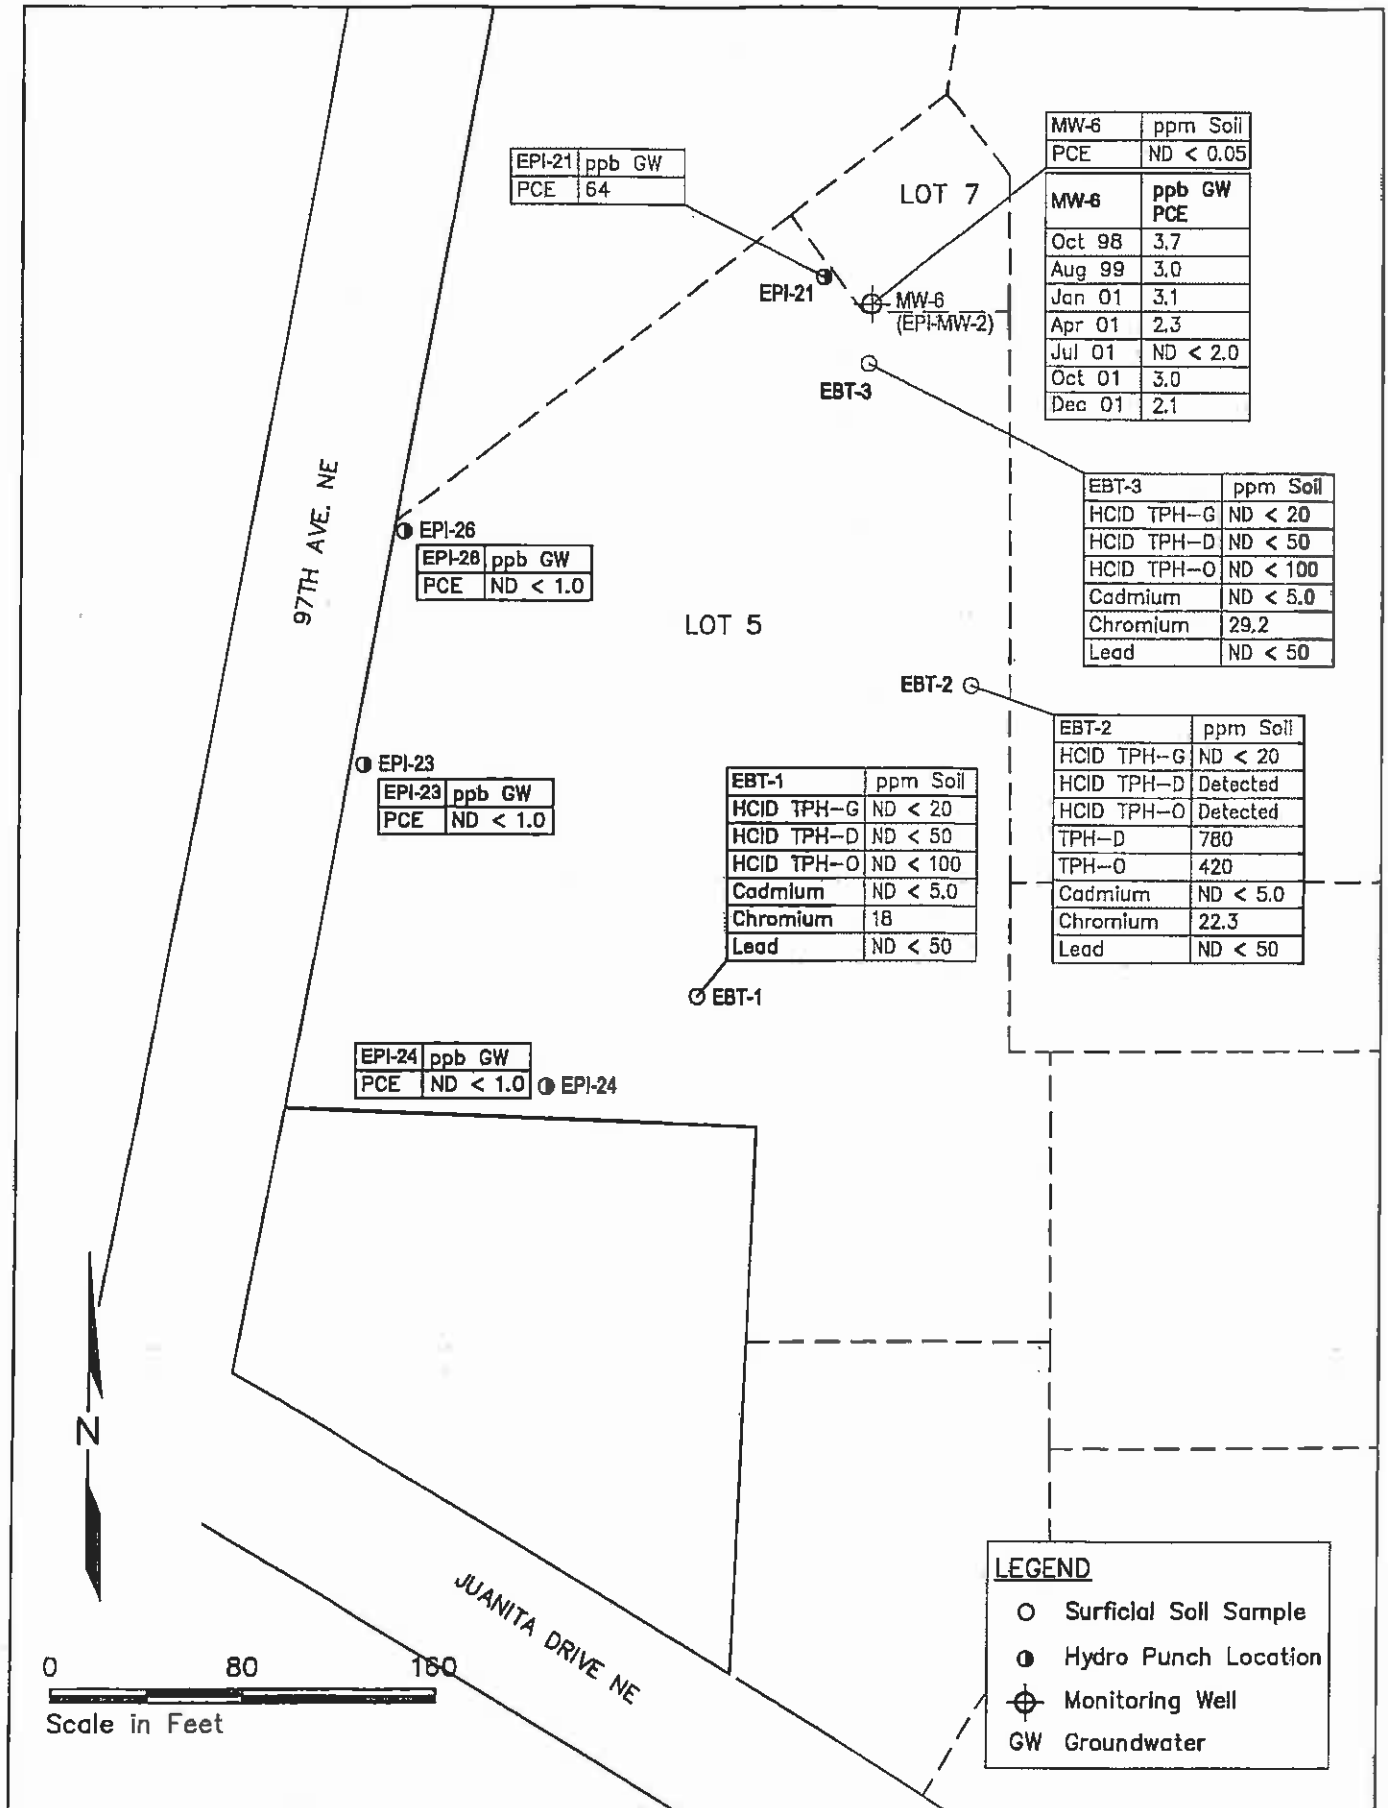 EPI-21 ppb GW
PCE 64
MW-6 ppm Soil
PCE ND < 0.05
MW-6 ppb GW PCE
Oct 98 3.7
Aug 99 3.0
Jan 01 3.1
Apr 01 2.3
Jul 01 ND < 2.0
Oct 01 3.0
Dec 01 2.1
LOT 7
EPI-21
MW-6
(EPI-MW-2)
EBT-3
EBT-3 ppm Soil
HCID TPH-G ND < 20
HCID TPH-D ND < 50
HCID TPH-O ND < 100
Cadmium ND < 5.0
Chromium 29.2
Lead ND < 50
97TH AVE. NE
EPI-26
EPI-26 ppb GW
PCE ND < 1.0
LOT 5
EBT-2
EBT-2 ppm Soil
HCID TPH-G ND < 20
HCID TPH-D Detected
HCID TPH-O Detected
TPH-D 780
TPH-O 420
Cadmium ND < 5.0
Chromium 22.3
Lead ND < 50
EPI-23
EPI-23 ppb GW
PCE ND < 1.0
EBT-1 ppm Soil
HCID TPH-G ND < 20
HCID TPH-D ND < 50
HCID TPH-O ND < 100
Cadmium ND < 5.0
Chromium 18
Lead ND < 50
EBT-1
EPI-24 ppb GW
PCE ND < 1.0
EPI-24
N
JUANITA DRIVE NE
0 80 160
Scale in Feet
LEGEND
Surficial Soil Sample
Hydro Punch Location
Monitoring Well
GW Groundwater